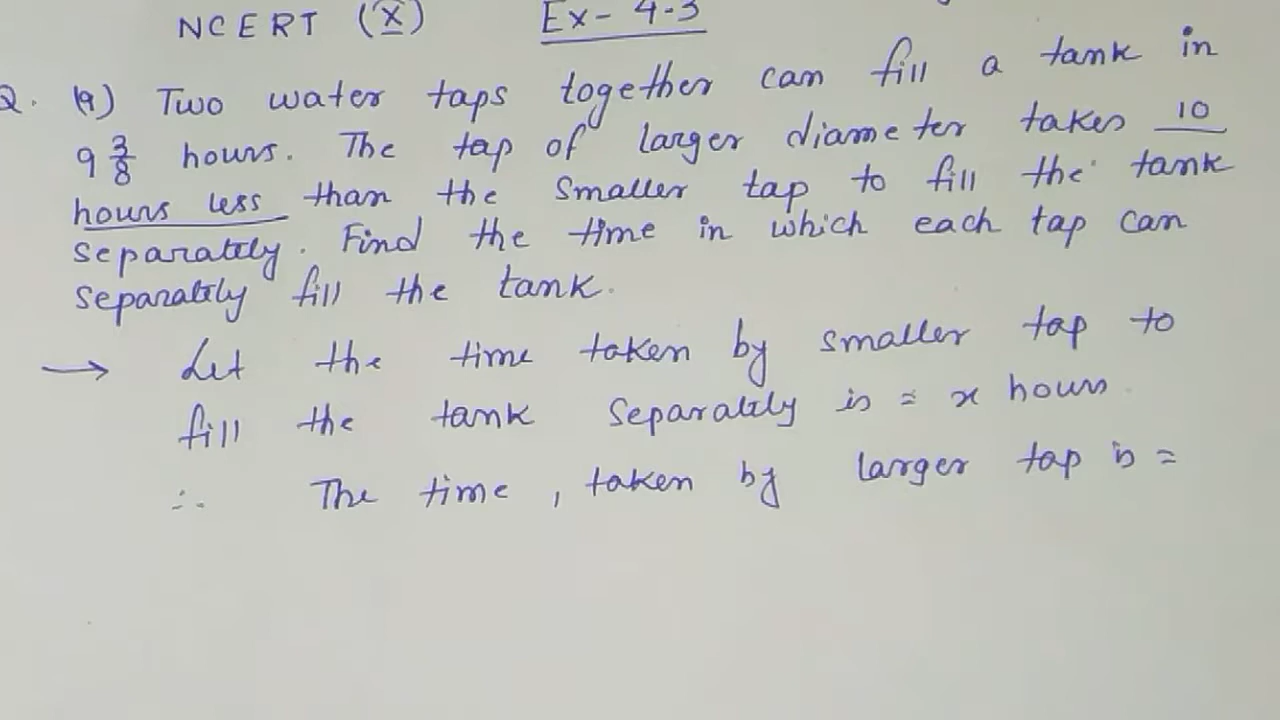 NCERT (X) Ex- 4.3
Q. (9) Two water taps together can fill a tank in
9 3/8 hours. The tap of larger diameter takes 10
hours less than the smaller tap to fill the tank
separately. Find the time in which each tap can
separately fill the tank.
→ Let the time taken by smaller tap to
fill the tank separately is = x hours.
∴ The time, taken by larger tap is =